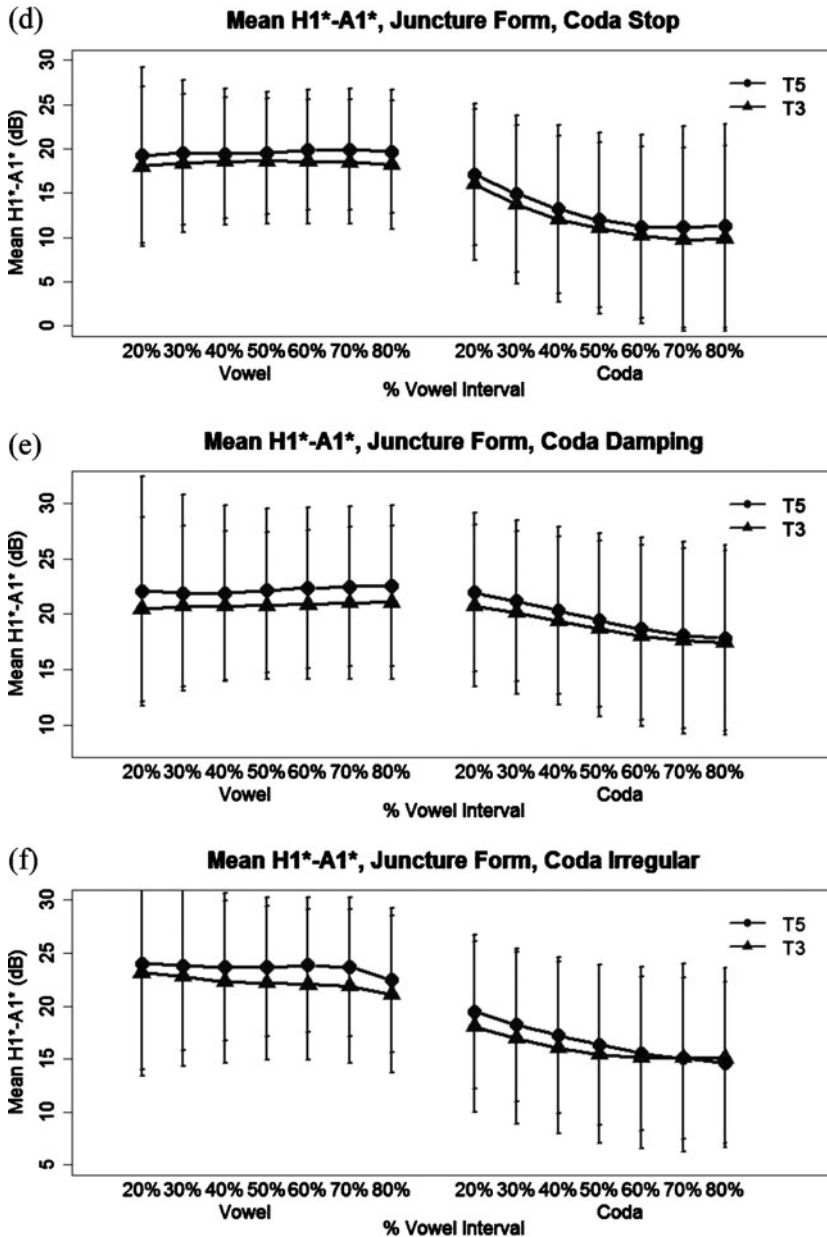 (d)
Mean H1*-A1*, Juncture Form, Coda Stop
Mean H1*-A1* (dB)
30
25
20
15
10
5
0
T5
T3
20% 30% 40% 50% 60% 70% 80%
20% 30% 40% 50% 60% 70% 80%
Vowel
Coda
% Vowel Interval
(e)
Mean H1*-A1*, Juncture Form, Coda Damping
Mean H1*-A1* (dB)
30
25
20
15
10
T5
T3
20% 30% 40% 50% 60% 70% 80%
20% 30% 40% 50% 60% 70% 80%
Vowel
Coda
% Vowel Interval
(f)
Mean H1*-A1*, Juncture Form, Coda Irregular
Mean H1*-A1* (dB)
30
25
20
15
10
5
T5
T3
20% 30% 40% 50% 60% 70% 80%
20% 30% 40% 50% 60% 70% 80%
Vowel
Coda
% Vowel Interval